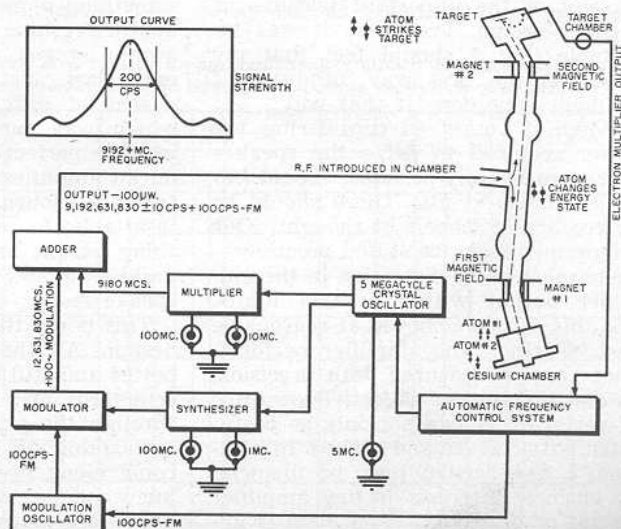 OUTPUT CURVE
200
CPS
SIGNAL
STRENGTH
9192 + MC.
FREQUENCY
ATOM
STRIKES
TARGET
TARGET
TARGET
CHAMBER
MAGNET
#2
SECOND
MAGNETIC
FIELD
ELECTRON MULTIPLIER OUTPUT
R.F. INTRODUCED IN CHAMBER
ATOM
CHANGES
ENERGY
STATE
OUTPUT-100μW.
9,192,631,830 ± 10 CPS + 100CPS-FM
ADDER
9180 MCS.
MULTIPLIER
100MC.
10MC.
5 MEGACYCLE
CRYSTAL
OSCILLATOR
FIRST
MAGNETIC
FIELD
MAGNET
#1
ATOM #1
ATOM #2
CESIUM CHAMBER
12,631,830 MCS.
+100~ MODULATION
MODULATOR
SYNTHESIZER
100MC.
1MC.
5MC.
AUTOMATIC FREQUENCY
CONTROL SYSTEM
100CPS-
FM
MODULATION
OSCILLATOR
100CPS-FM